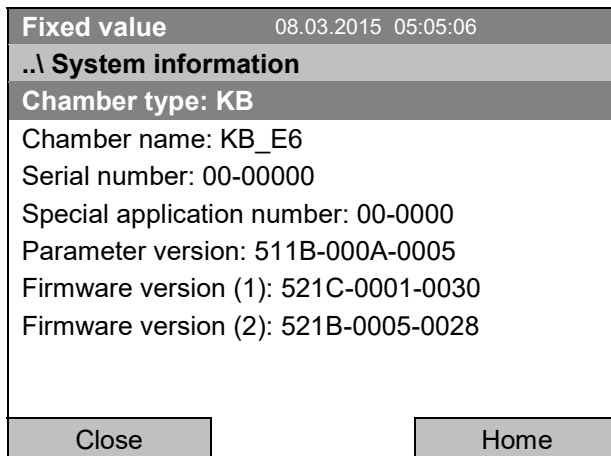 Fixed value 08.03.2015 05:05:06
..\ System information
Chamber type: KB
Chamber name: KB_E6
Serial number: 00-00000
Special application number: 00-0000
Parameter version: 511B-000A-0005
Firmware version (1): 521C-0001-0030
Firmware version (2): 521B-0005-0028
Close Home